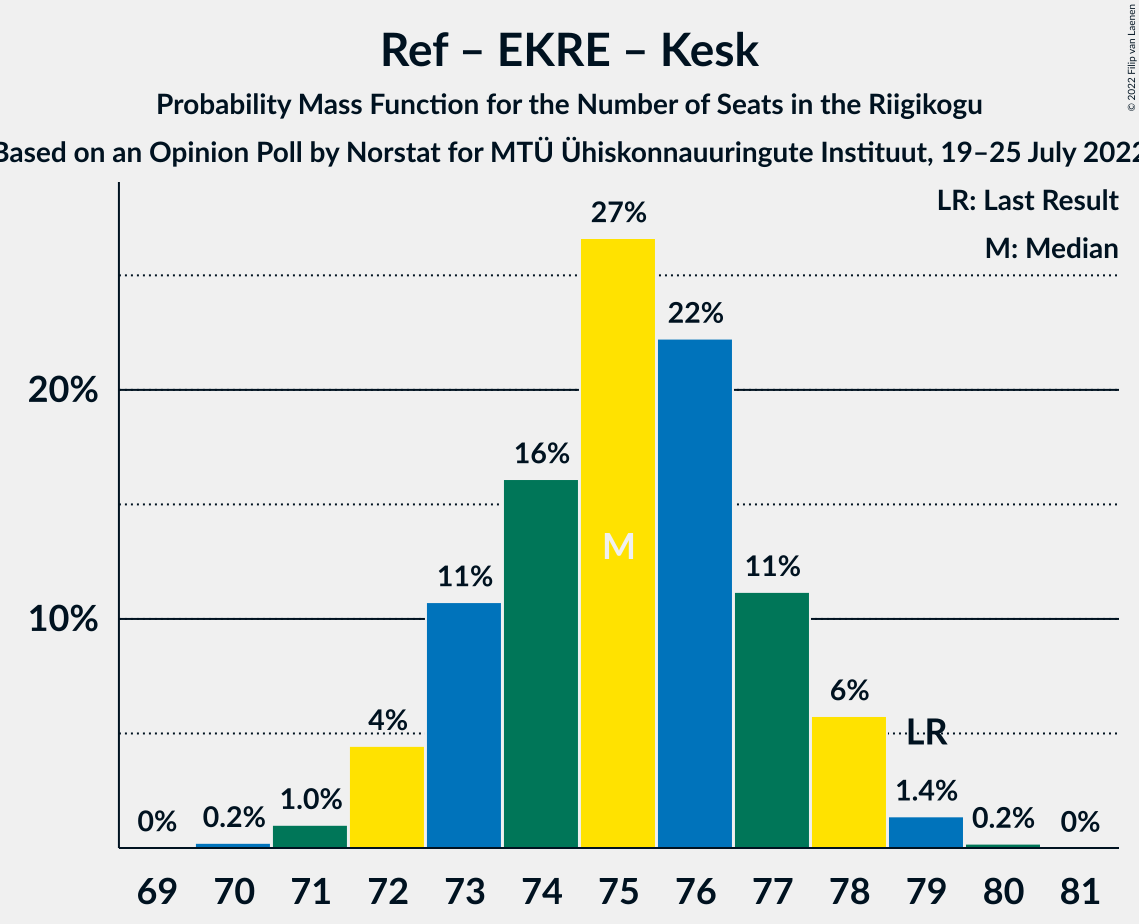 Ref – EKRE – Kesk
Probability Mass Function for the Number of Seats in the Riigikogu
Based on an Opinion Poll by Norstat for MTÜ Ühiskonnauuringute Instituut, 19–25 July 2022
© 2022 Filip van Laenen
LR: Last Result
M: Median
27%
22%
20%
16%
M
11%
11%
10%
6%
4%
LR
1.4%
1.0%
0%
0.2%
0.2%
0%
69 70 71 72 73 74 75 76 77 78 79 80 81